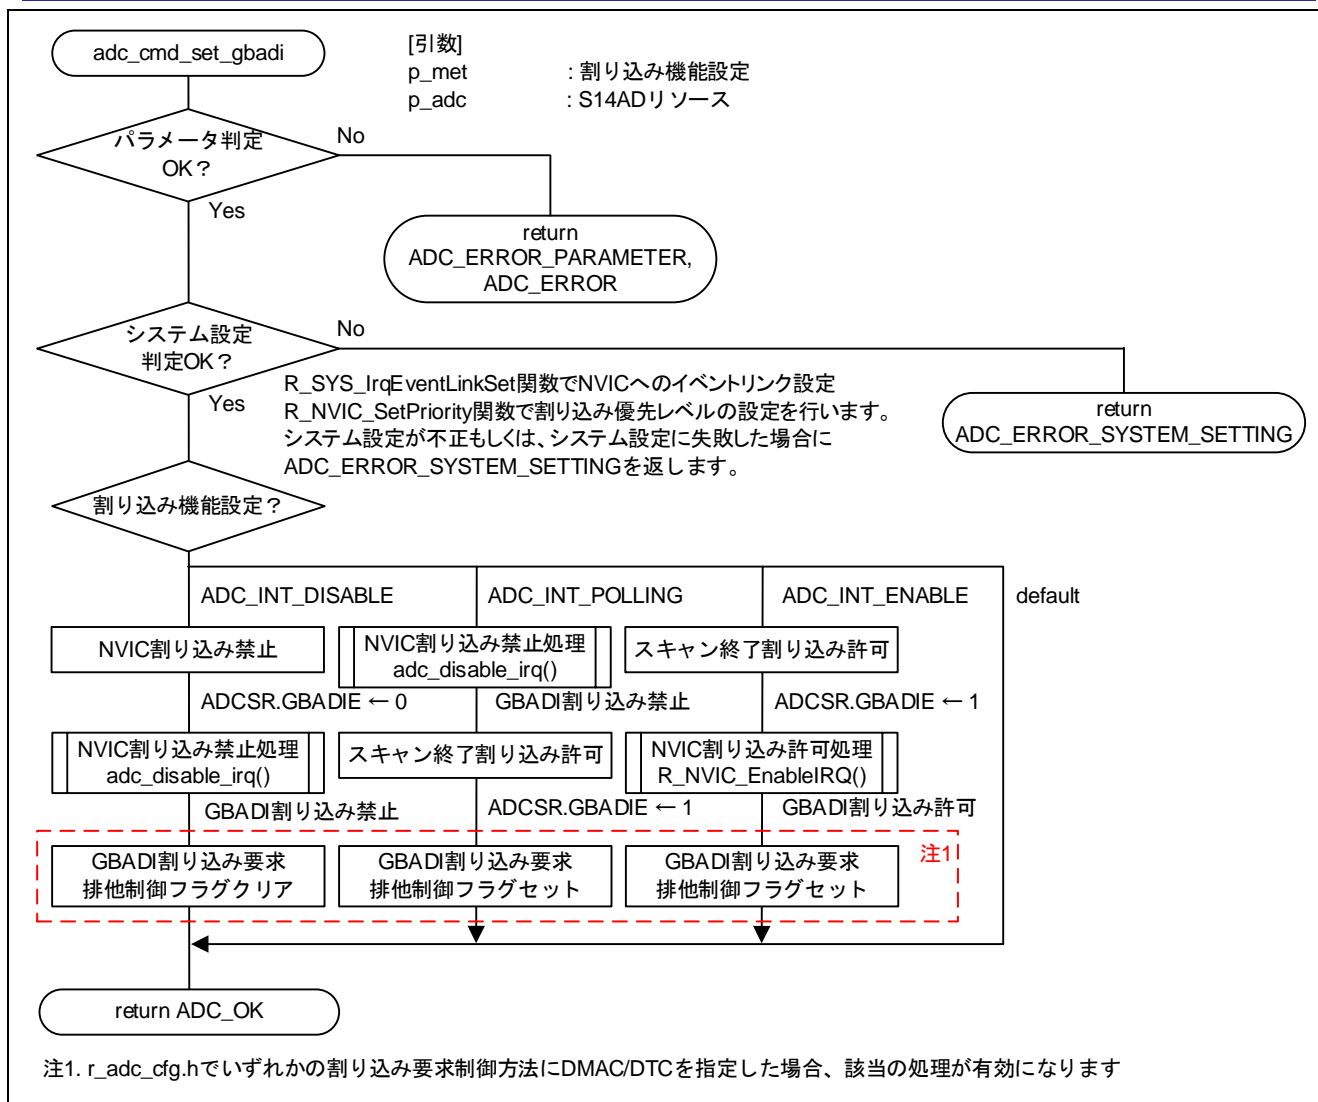 adc_cmd_set_gbadi
[引数]
p_met : 割り込み機能設定
p_adc : S14ADリソース
パラメータ判定
OK？
No
Yes
return
ADC_ERROR_PARAMETER,
ADC_ERROR
システム設定
判定OK？
No
Yes
R_SYS_IrqEventLinkSet関数でNVICへのイベントリンク設定
R_NVIC_SetPriority関数で割り込み優先レベルの設定を行います。
システム設定が不正もしくは、システム設定に失敗した場合に
ADC_ERROR_SYSTEM_SETTINGを返します。
return
ADC_ERROR_SYSTEM_SETTING
割り込み機能設定？
ADC_INT_DISABLE
ADC_INT_POLLING
ADC_INT_ENABLE
default
NVIC割り込み禁止
NVIC割り込み禁止処理
adc_disable_irq()
スキャン終了割り込み許可
ADCSR.GBADIE ← 0
GBADI割り込み禁止
ADCSR.GBADIE ← 1
NVIC割り込み禁止処理
adc_disable_irq()
スキャン終了割り込み許可
NVIC割り込み許可処理
R_NVIC_EnableIRQ()
GBADI割り込み禁止
ADCSR.GBADIE ← 1
GBADI割り込み許可
GBADI割り込み要求
排他制御フラグクリア
GBADI割り込み要求
排他制御フラグセット
GBADI割り込み要求
排他制御フラグセット
注1
return ADC_OK
注1. r_adc_cfg.hでいずれかの割り込み要求制御方法にDMAC/DTCを指定した場合、該当の処理が有効になります